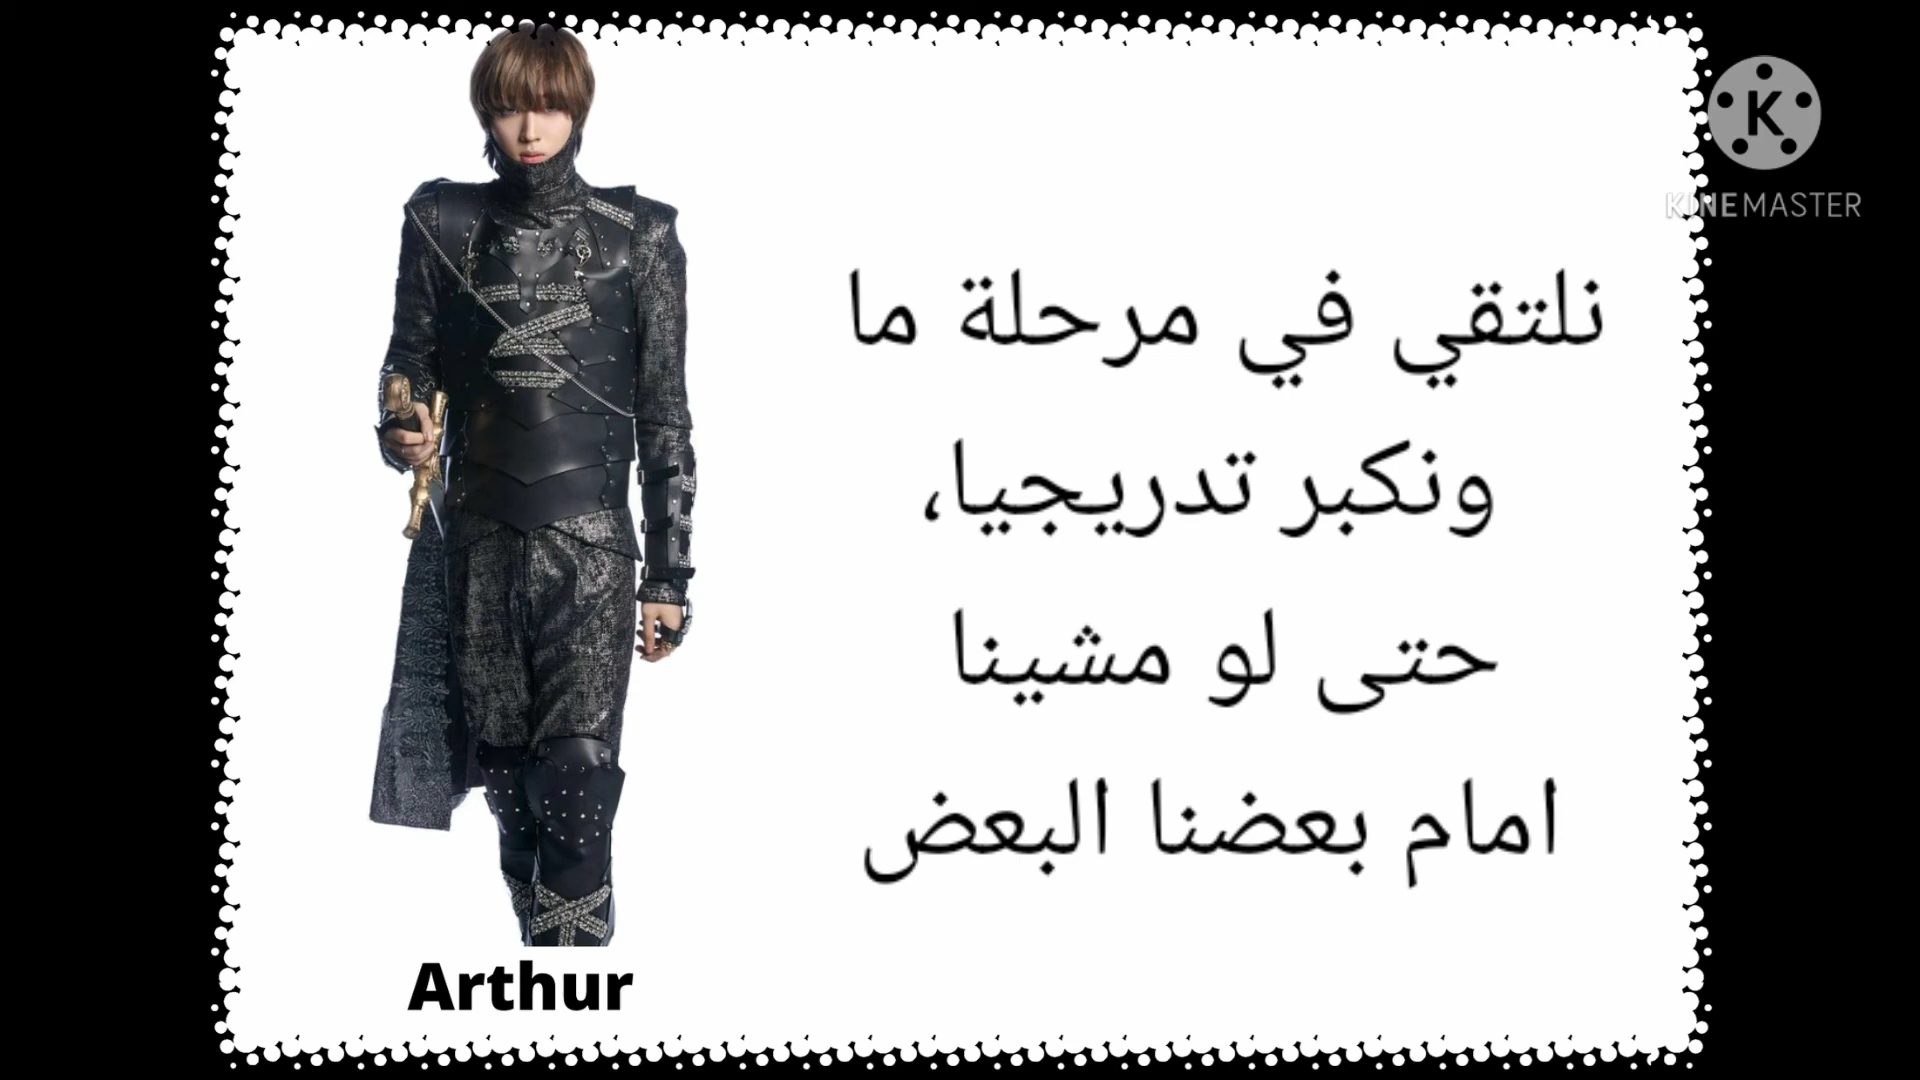 KINEMASTER
نلتقي في مرحلة ما
ونكبر تدريجيا،
حتى لو مشينا
امام بعضنا البعض
Arthur